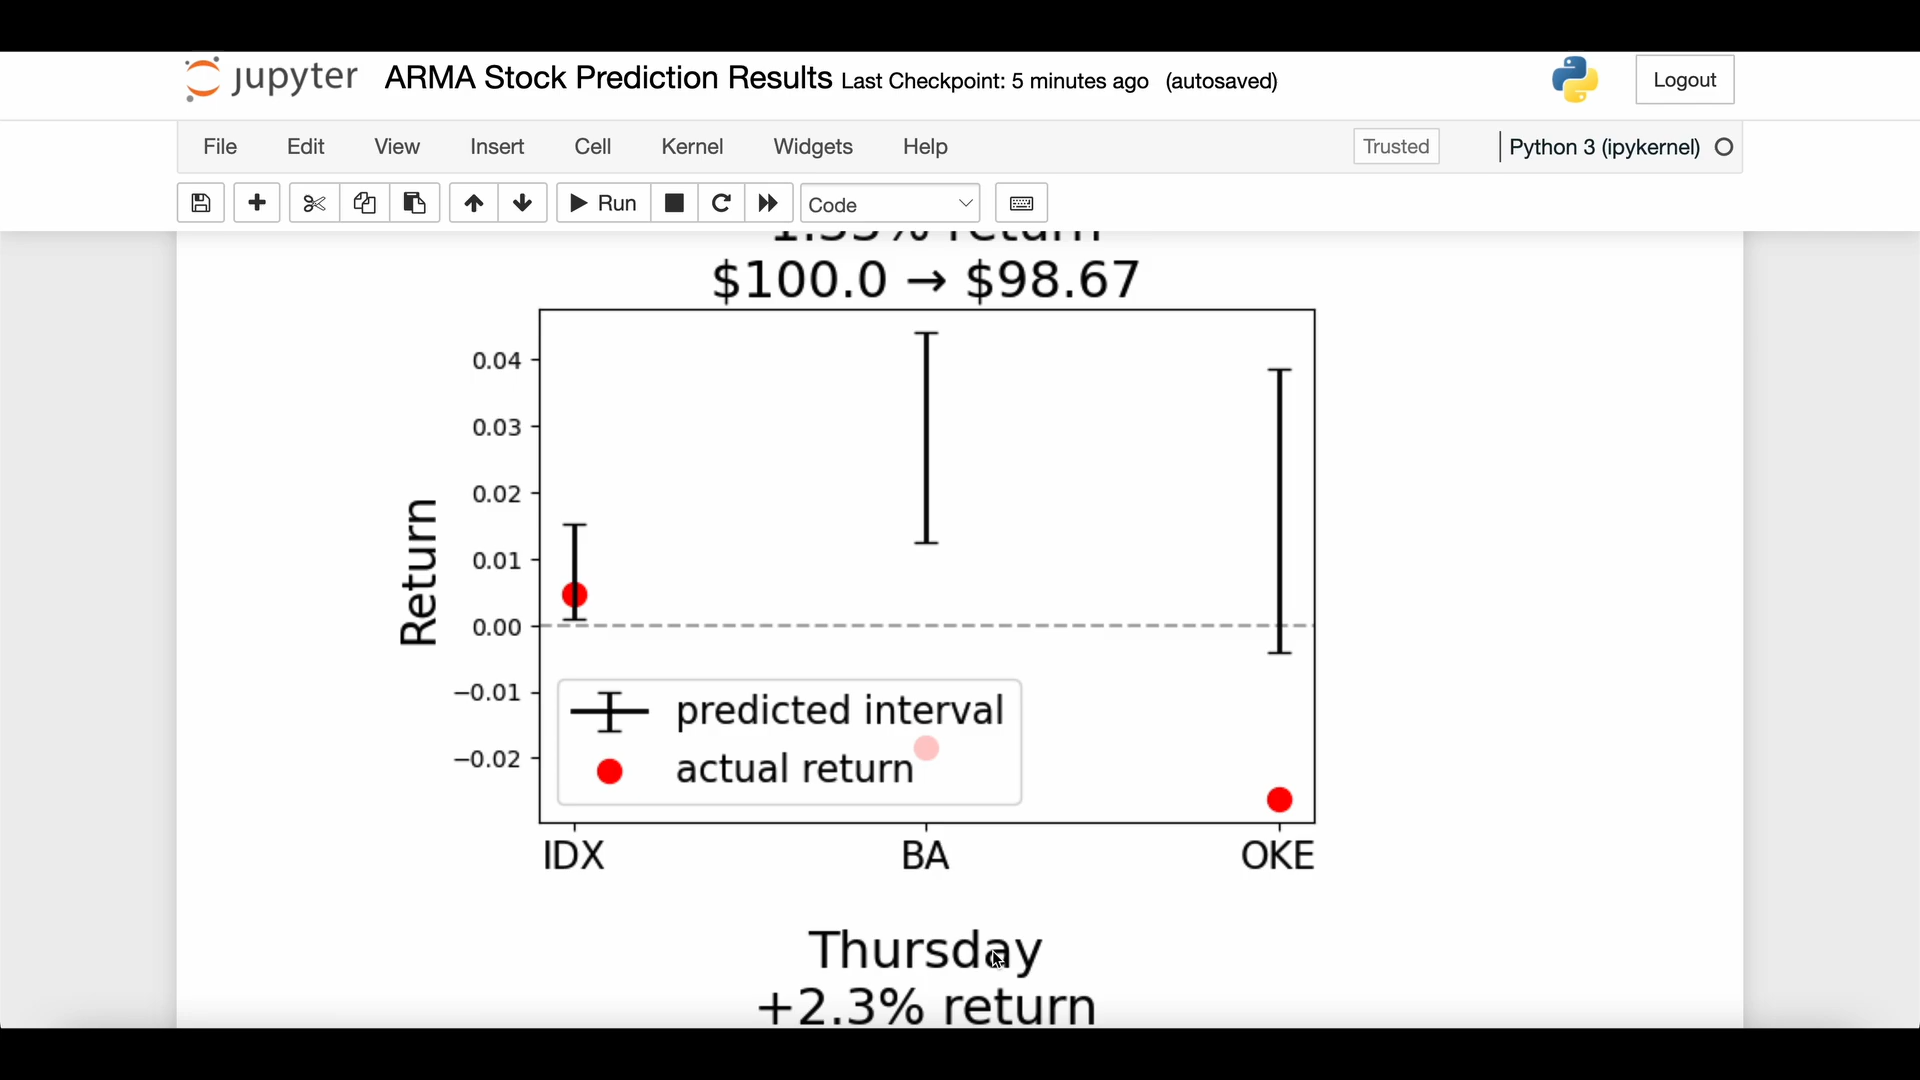 jupyter ARMA Stock Prediction Results Last Checkpoint: 5 minutes ago (autosaved) Logout
File Edit View Insert Cell Kernel Widgets Help Trusted Python 3 (ipykernel)
Run Code
return
$100.0 → $98.67
0.04
0.03
0.02
0.01
0.00
−0.01
−0.02
Return
predicted interval
actual return
IDX BA OKE
Thursday
+2.3% return